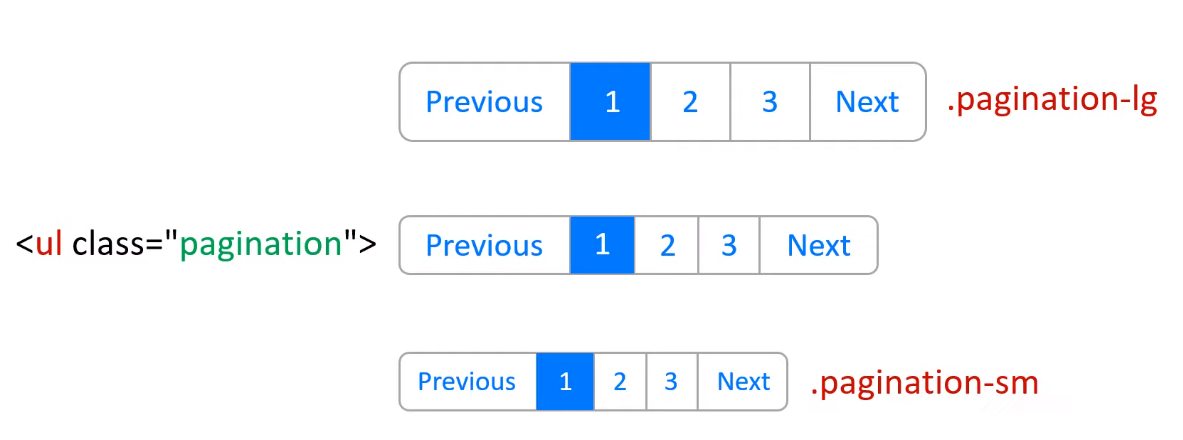 Previous 1 2 3 Next .pagination-lg
<ul class="pagination"> Previous 1 2 3 Next
Previous 1 2 3 Next .pagination-sm